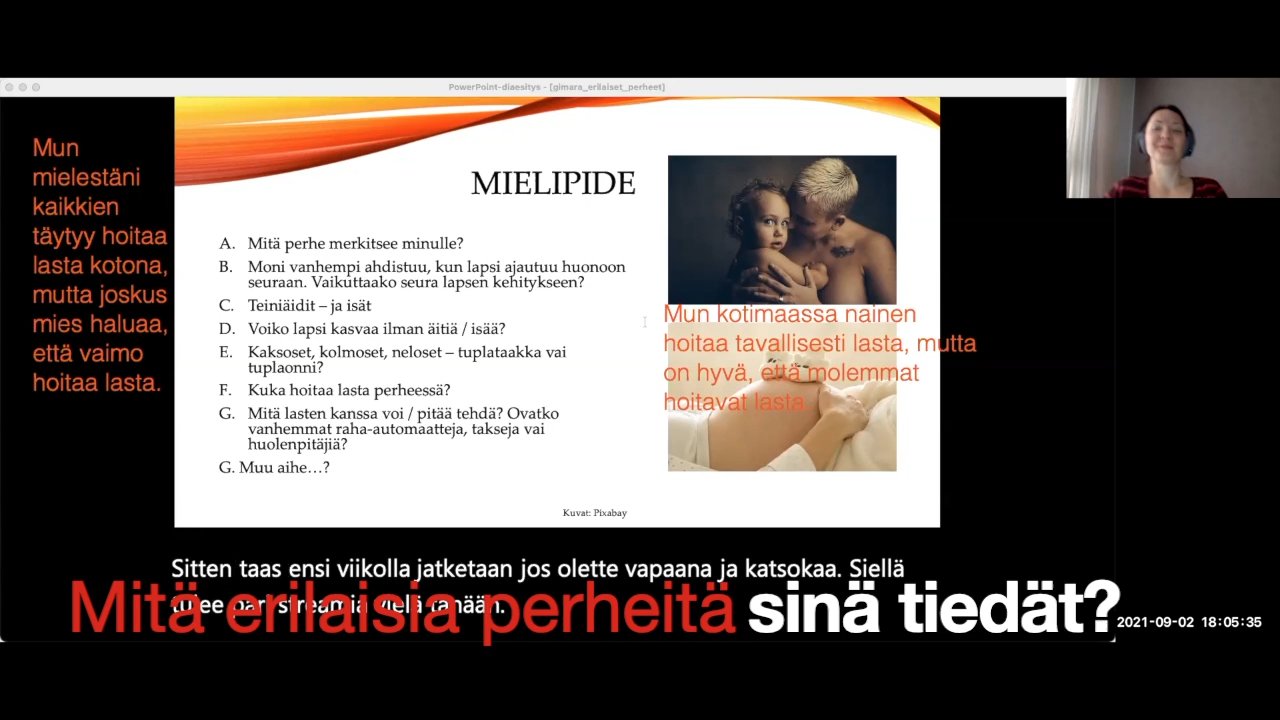 PowerPoint-diaesitys - [gimara_erilaiset_perheet]
Mun
mielestäni
kaikkien
täytyy hoitaa
lasta kotona,
mutta joskus
mies haluaa,
että vaimo
hoitaa lasta.
MIELIPIDE
A. Mitä perhe merkitsee minulle?
B. Moni vanhempi ahdistuu, kun lapsi ajautuu huonoon
seuraan. Vaikuttaako seura lapsen kehitykseen?
C. Teiniäidit – ja isät
D. Voiko lapsi kasvaa ilman äitiä / isää?
E. Kaksoset, kolmoset, neloset – tuplataakka vai
tuplaonni?
F. Kuka hoitaa lasta perheessä?
G. Mitä lasten kanssa voi / pitää tehdä? Ovatko
vanhemmat raha-automaatteja, takseja vai
huolenpitäjiä?
G. Muu aihe…?
Mun kotimaassa nainen
hoitaa tavallisesti lasta, mutta
on hyvä, että molemmat
hoitavat lasta.
Kuvat: Pixabay
Sitten taas ensi viikolla jatketaan jos olette vapaana ja katsokaa. Siellä
tulee pari streamia vielä tänään.
Mitä erilaisia perheitä sinä tiedät?
2021-09-02 18:05:35